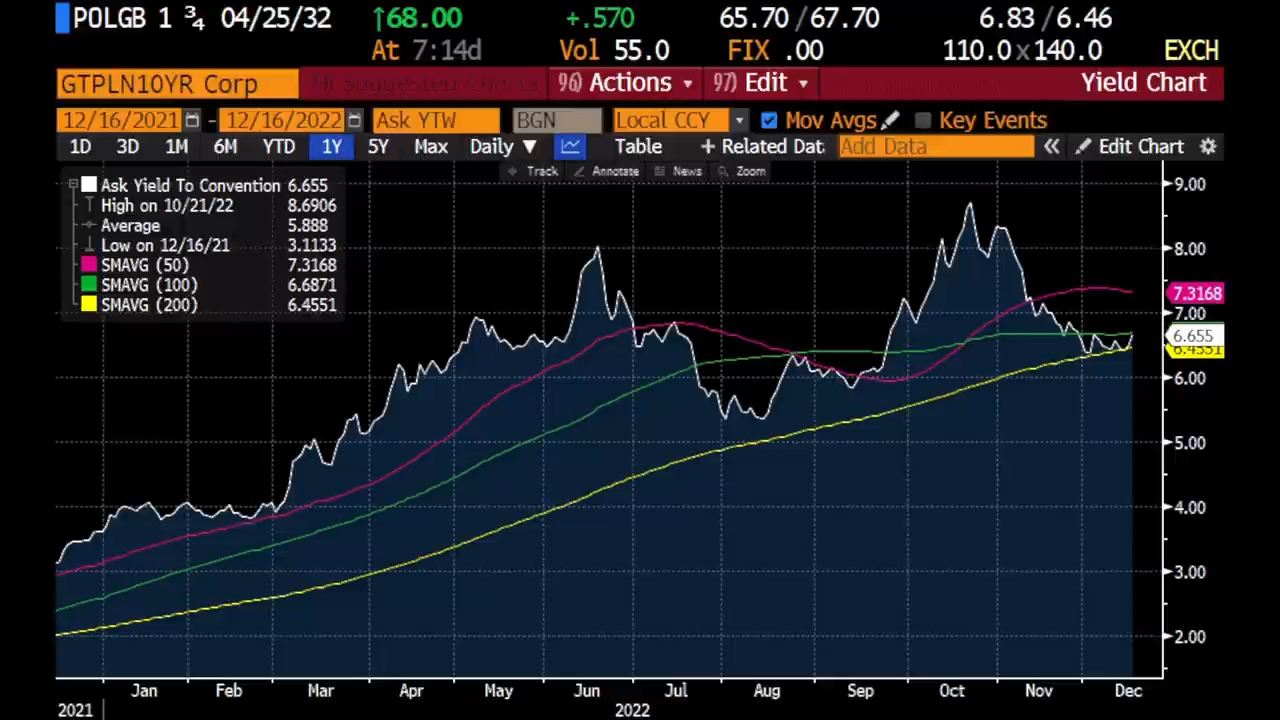 POLGB 1 ¾ 04/25/32 ↑68.00 +.570 65.70 / 67.70 6.83 / 6.46
At 7:14d Vol 55.0 FIX .00 110.0 x 140.0 EXCH
GTPLN10YR Corp 96) Actions 97) Edit Yield Chart
12/16/2021 - 12/16/2022 Ask YTW BGN Local CCY Mov Avgs Key Events
1D 3D 1M 6M YTD 1Y 5Y Max Daily ▼ Table + Related Dat Add Data « Edit Chart
Track Annotate News Zoom
Ask Yield To Convention 6.655
High on 10/21/22 8.6906
Average 5.888
Low on 12/16/21 3.1133
SMAVG (50) 7.3168
SMAVG (100) 6.6871
SMAVG (200) 6.4551
9.00
8.00
7.3168
7.00
6.655
6.4551
6.00
5.00
4.00
3.00
2.00
Jan Feb Mar Apr May Jun Jul Aug Sep Oct Nov Dec
2021 2022